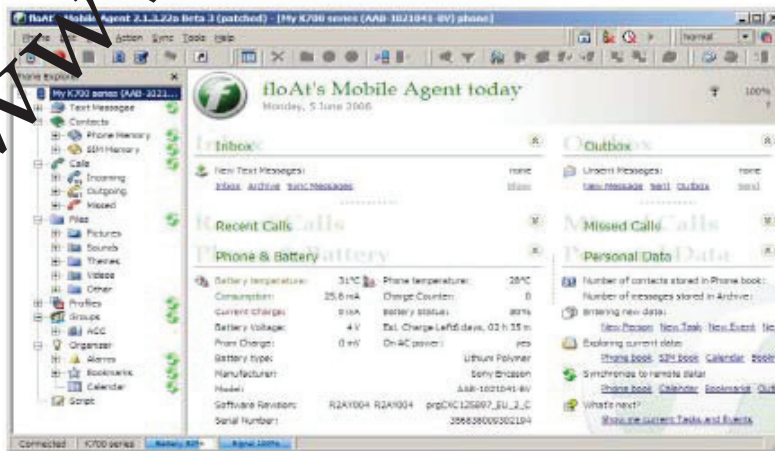 floAt's Mobile Agent 2.1.3.22a Beta 3 (patched) - [My K700 series (AAB-1021041-BV) phone]
Action Sync Tools Help
Normal
Phone Explorer
My K700 series (AAB-1021...
Text Messages
Contacts
Phone Memory
SIM Memory
Calls
Incoming
Outgoing
Missed
Files
Pictures
Sounds
Themes
Videos
Other
Profiles
Groups
ACC
Organizer
Alarms
Bookmarks
Calendar
Script
floAt's Mobile Agent today
Monday, 5 June 2006
100%
Inbox
New Text Messages: none
Inbox Archive Sync Messages
Outbox
Unsent Messages: none
New Message Sent Outbox send
Recent Calls
Missed Calls
Phone & Battery
Battery temperature: 31°C Phone temperature: 28°C
Consumption: 25,8 mA Charge Counter: 0
Current Charge: 0 mA Battery Status: 80%
Battery Voltage: 4 V Est. Charge Left: 6 days, 02 h 35 m
From Charge: 0 mV On AC power: yes
Battery type: Lithium Polymer
Manufacturer: Sony Ericsson
Model: AAB-1021041-BV
Software Revision: R2AY004 R2AY004 prgCXC125897_EU_2_C
Serial Number:
Personal Data
Number of contacts stored in Phone book:
Number of messages stored in Archive:
Entering new data:
New Person New Task New Event
Exploring current data:
Phone book SIM book Calendar
Synchronize to remote data:
Phone book Calendar Bookmarks
What's next?
Show me current Tasks and Events
Connected K700 series Signal 100%